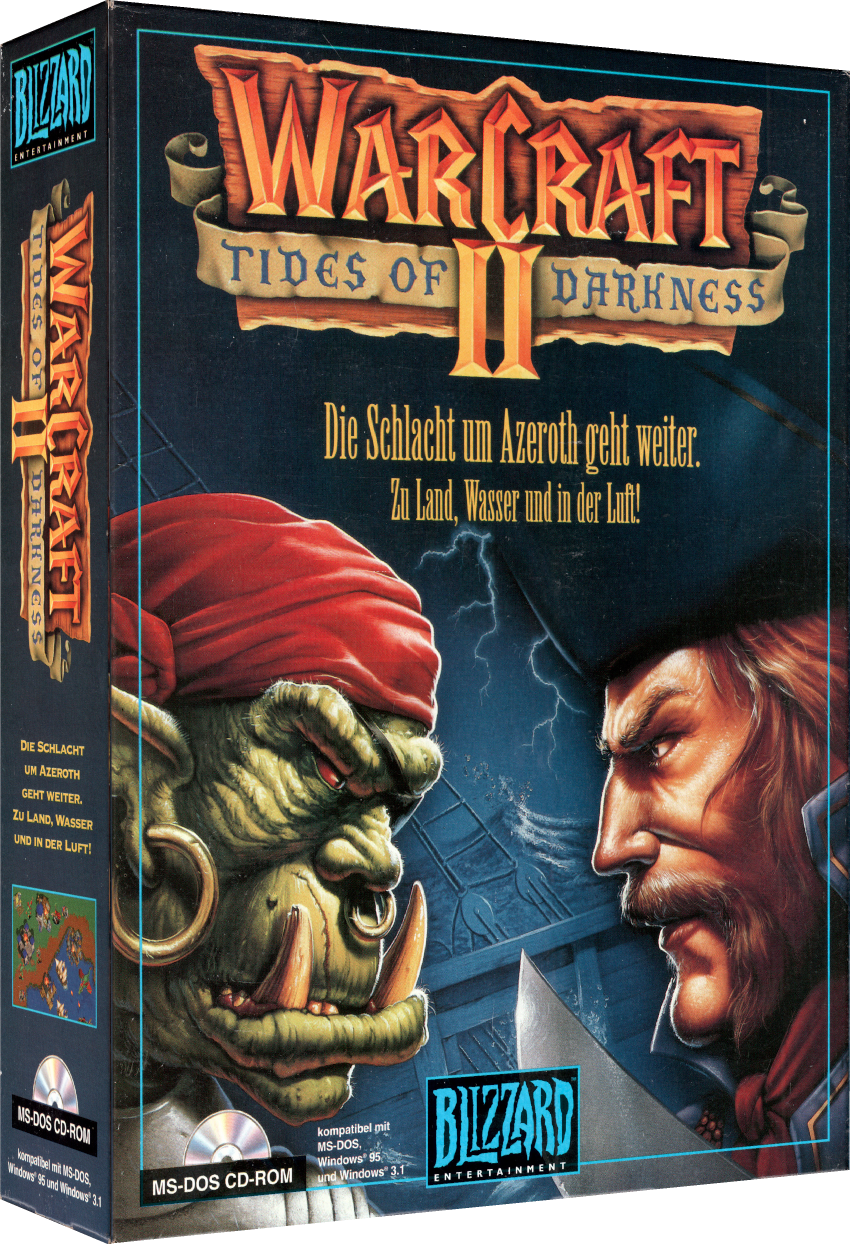 BLIZZARD
ENTERTAINMENT
WARCRAFT
TIDES OF II DARKNESS
DIE SCHLACHT
UM AZEROTH
GEHT WEITER.
ZU LAND, WASSER
UND IN DER LUFT!
MS-DOS CD-ROM
kompatibel mit MS-DOS,
Windows® 95 und Windows® 3.1
WARCRAFT
TIDES OF II DARKNESS
Die Schlacht um Azeroth geht weiter.
Zu Land, Wasser und in der Luft!
MS-DOS CD-ROM
kompatibel mit
MS-DOS,
Windows® 95
und Windows® 3.1
BLIZZARD™
ENTERTAINMENT